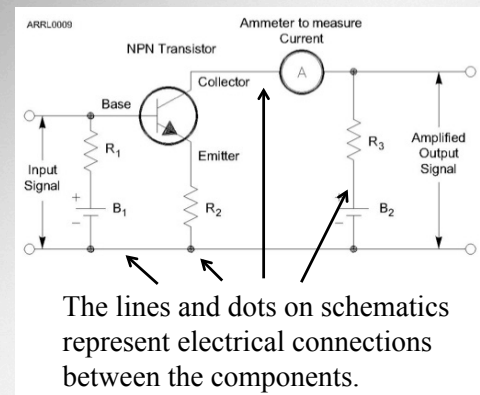 ARRL0009
Ammeter to measure
Current
NPN Transistor
A
Collector
Base
R1
R3
Emitter
Input
Signal
Amplified
Output
Signal
+
B1
−
R2
+
B2
−
The lines and dots on schematics
represent electrical connections
between the components.